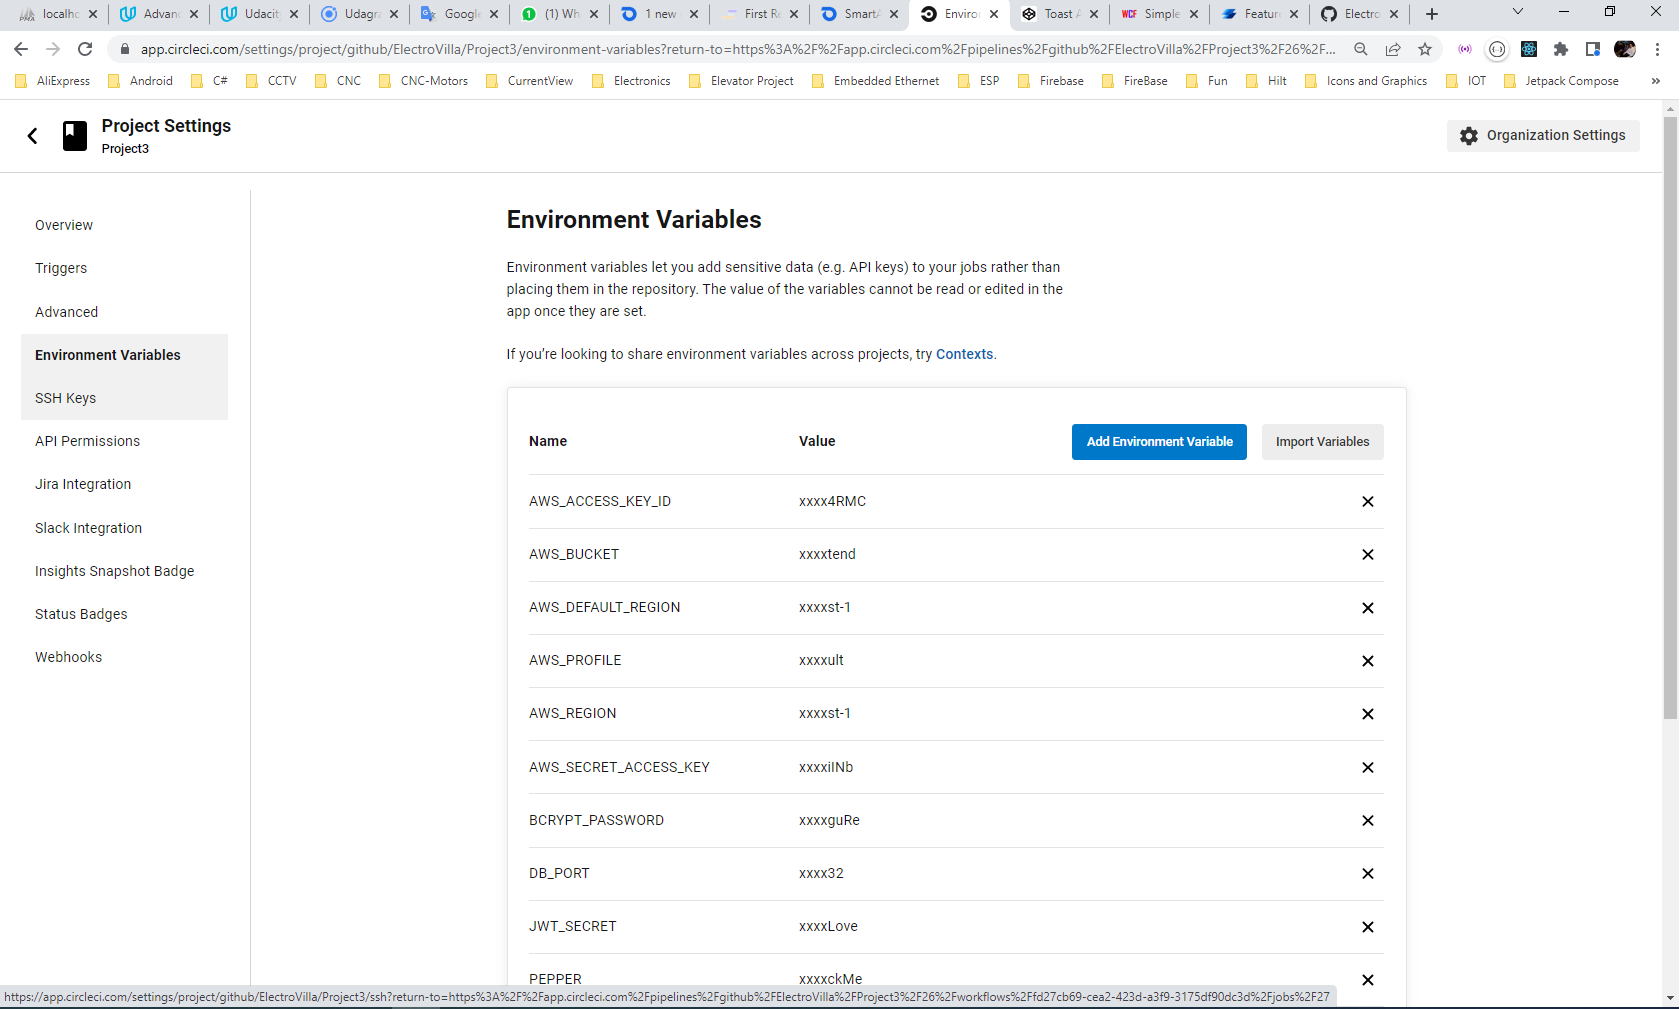 localhc
Advanc
Udacit
Udagra
Google
(1) Wh
1 new
First Re
SmartA
Enviror
Toast A
Simple
Feature
Electro
app.circleci.com/settings/project/github/ElectroVilla/Project3/environment-variables?return-to=https%3A%2F%2Fapp.circleci.com%2Fpipelines%2Fgithub%2FElectroVilla%2FProject3%2F26%2F...
AliExpress
Android
C#
CCTV
CNC
CNC-Motors
CurrentView
Electronics
Elevator Project
Embedded Ethernet
ESP
Firebase
FireBase
Fun
Hilt
Icons and Graphics
IOT
Jetpack Compose
»
Project Settings
Project3
Organization Settings
Overview
Triggers
Advanced
Environment Variables
SSH Keys
API Permissions
Jira Integration
Slack Integration
Insights Snapshot Badge
Status Badges
Webhooks
Environment Variables
Environment variables let you add sensitive data (e.g. API keys) to your jobs rather than
placing them in the repository. The value of the variables cannot be read or edited in the
app once they are set.
If you’re looking to share environment variables across projects, try Contexts.
Name Value Add Environment Variable Import Variables
AWS_ACCESS_KEY_ID xxxx4RMC
AWS_BUCKET xxxxtend
AWS_DEFAULT_REGION xxxxst-1
AWS_PROFILE xxxxult
AWS_REGION xxxxst-1
AWS_SECRET_ACCESS_KEY
BCRYPT_PASSWORD xxxxguRe
DB_PORT xxxx32
JWT_SECRET xxxxLove
PEPPER xxxxckMe
https://app.circleci.com/settings/project/github/ElectroVilla/Project3/ssh?return-to=https%3A%2F%2Fapp.circleci.com%2Fpipelines%2Fgithub%2FElectroVilla%2FProject3%2F26%2Fworkflows%2Ffd27cb69-cea2-423d-a3f9-3175df90dc3d%2Fjobs%2F27